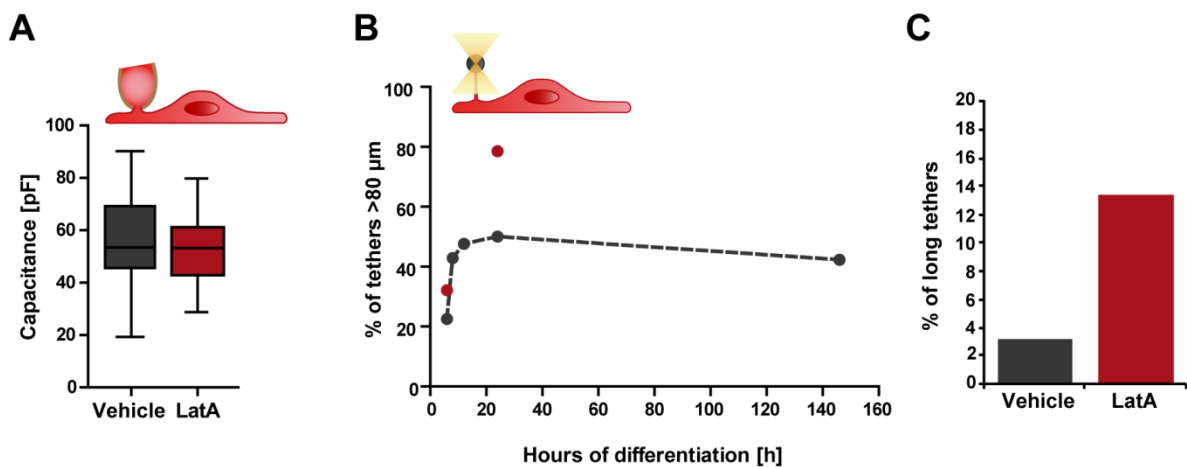 A
B
C
Capacitance [pF]
100
80
60
40
20
0
Vehicle LatA
% of tethers >80 µm
100
80
60
40
20
0
0 20 40 60 80 100 120 140 160
Hours of differentiation [h]
% of long tethers
20
18
16
14
12
10
8
6
4
2
0
Vehicle LatA